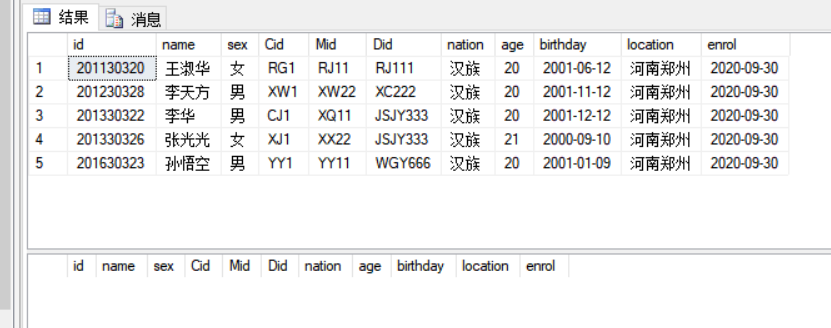 结果 消息
id name sex Cid Mid Did nation age birthday location enrol
1 201130320 王淑华 女 RG1 RJ11 RJ111 汉族 20 2001-06-12 河南郑州 2020-09-30
2 201230328 李天方 男 XW1 XW22 XC222 汉族 20 2001-11-12 河南郑州 2020-09-30
3 201330322 李华 男 CJ1 XQ11 JSJY333 汉族 20 2001-12-12 河南郑州 2020-09-30
4 201330326 张光光 女 XJ1 XX22 JSJY333 汉族 21 2000-09-10 河南郑州 2020-09-30
5 201630323 孙悟空 男 YY1 YY11 WGY666 汉族 20 2001-01-09 河南郑州 2020-09-30
id name sex Cid Mid Did nation age birthday location enrol